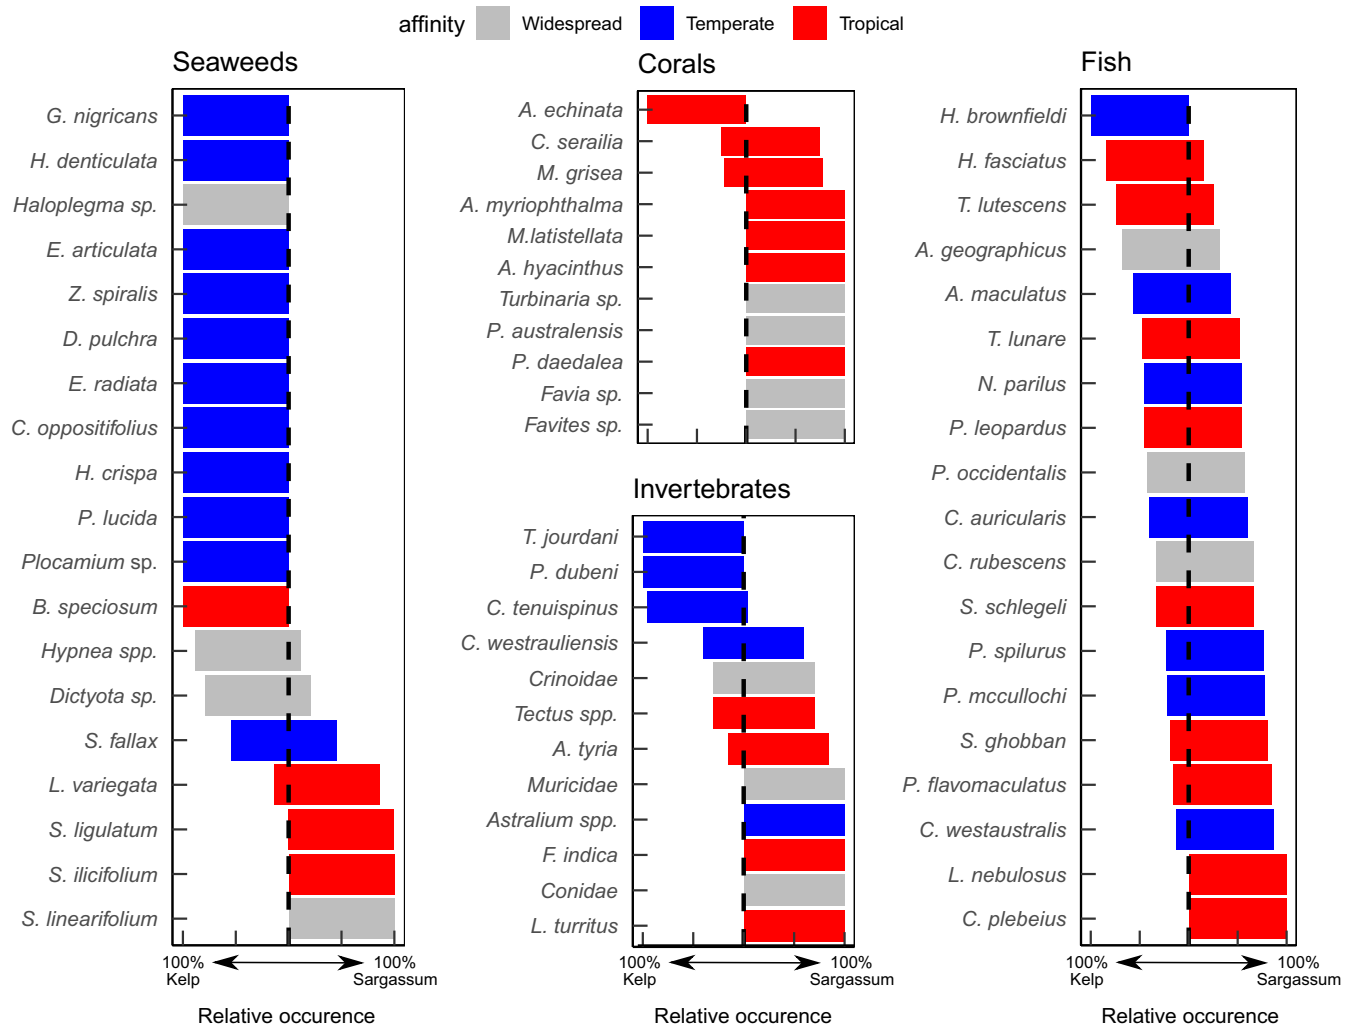 affinity Widespread Temperate Tropical
Seaweeds
G. nigricans
H. denticulata
Haloplegma sp.
E. articulata
Z. spiralis
D. pulchra
E. radiata
C. oppositifolius
H. crispa
P. lucida
Plocamium sp.
B. speciosum
Hypnea spp.
Dictyota sp.
S. fallax
L. variegata
S. ligulatum
S. ilicifolium
S. linearifolium
100% 100%
Kelp Sargassum
Relative occurence
Corals
A. echinata
C. serailia
M. grisea
A. myriophthalma
M.latistellata
A. hyacinthus
Turbinaria sp.
P. australensis
P. daedalea
Favia sp.
Favites sp.
Invertebrates
T. jourdani
P. dubeni
C. tenuispinus
C. westrauliensis
Crinoidae
Tectus spp.
A. tyria
Muricidae
Astralium spp.
F. indica
Conidae
L. turritus
100% 100%
Kelp Sargassum
Relative occurence
Fish
H. brownfieldi
H. fasciatus
T. lutescens
A. geographicus
A. maculatus
T. lunare
N. parilus
P. leopardus
P. occidentalis
C. auricularis
C. rubescens
S. schlegeli
P. spilurus
P. mccullochi
S. ghobban
P. flavomaculatus
C. westaustralis
L. nebulosus
C. plebeius
100% 100%
Kelp Sargassum
Relative occurence